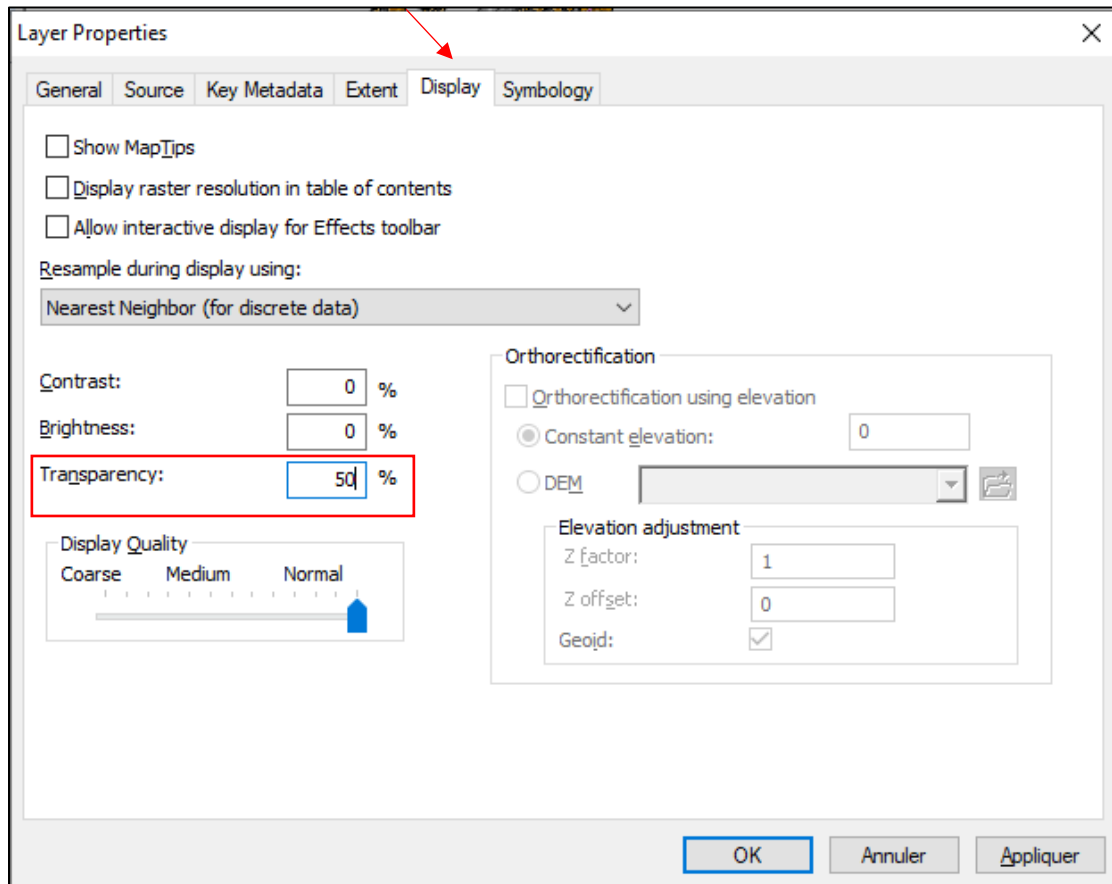 Layer Properties
General Source Key Metadata Extent Display Symbology
Show MapTips
Display raster resolution in table of contents
Allow interactive display for Effects toolbar
Resample during display using:
Nearest Neighbor (for discrete data)
Contrast: 0 %
Brightness: 0 %
Transparency: 50 %
Display Quality
Coarse Medium Normal
Orthorectification
Orthorectification using elevation
Constant elevation: 0
DEM
Elevation adjustment
Z factor: 1
Z offset: 0
Geoid:
OK Annuler Appliquer